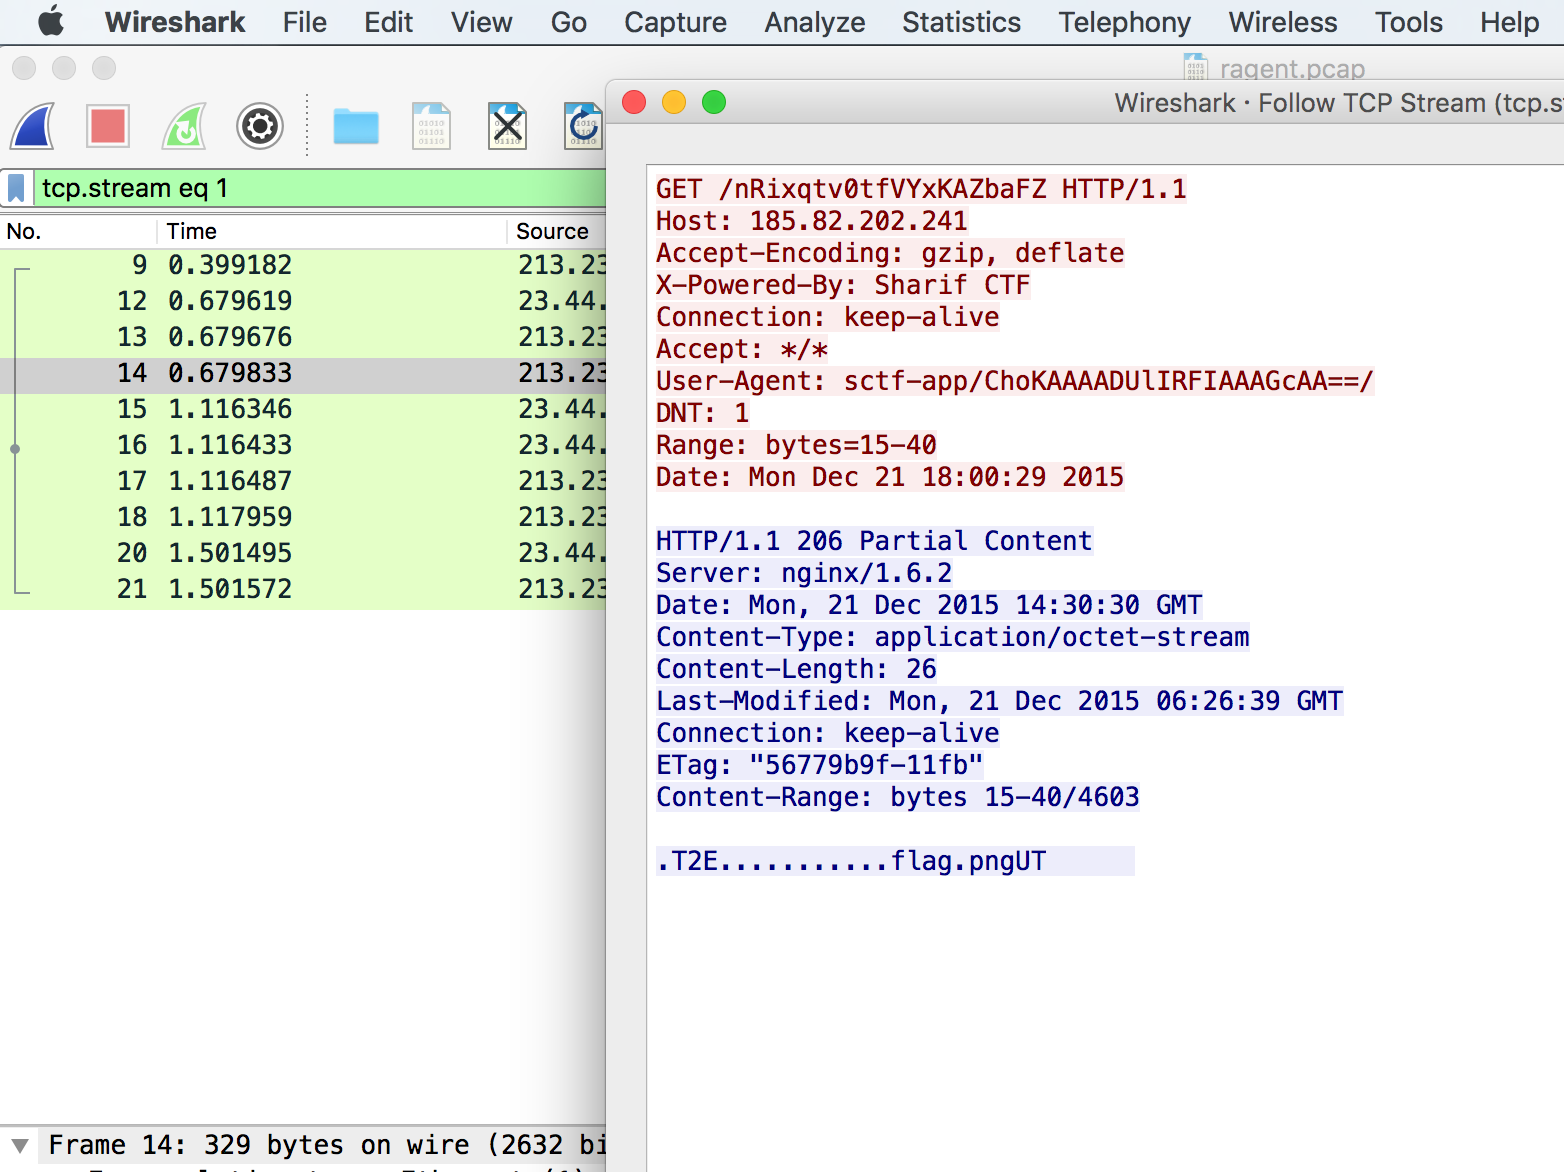 Wireshark File Edit View Go Capture Analyze Statistics Telephony Wireless Tools Help
ragent.pcap
Wireshark · Follow TCP Stream (tcp.st
tcp.stream eq 1
No. Time Source
9 0.399182 213.23
12 0.679619 23.44.
13 0.679676 213.23
14 0.679833 213.23
15 1.116346 23.44.
16 1.116433 23.44.
17 1.116487 213.23
18 1.117959 213.23
20 1.501495 23.44.
21 1.501572 213.23
GET /nRixqtv0tfVYxKAZbaFZ HTTP/1.1
Host: 185.82.202.241
Accept-Encoding: gzip, deflate
X-Powered-By: Sharif CTF
Connection: keep-alive
Accept: */*
User-Agent: sctf-app/ChoKAAAADUlIRFIAAAGcAA==/
DNT: 1
Range: bytes=15-40
Date: Mon Dec 21 18:00:29 2015
HTTP/1.1 206 Partial Content
Server: nginx/1.6.2
Date: Mon, 21 Dec 2015 14:30:30 GMT
Content-Type: application/octet-stream
Content-Length: 26
Last-Modified: Mon, 21 Dec 2015 06:26:39 GMT
Connection: keep-alive
ETag: "56779b9f-11fb"
Content-Range: bytes 15-40/4603
.T2E...........flag.pngUT
Frame 14: 329 bytes on wire (2632 bi